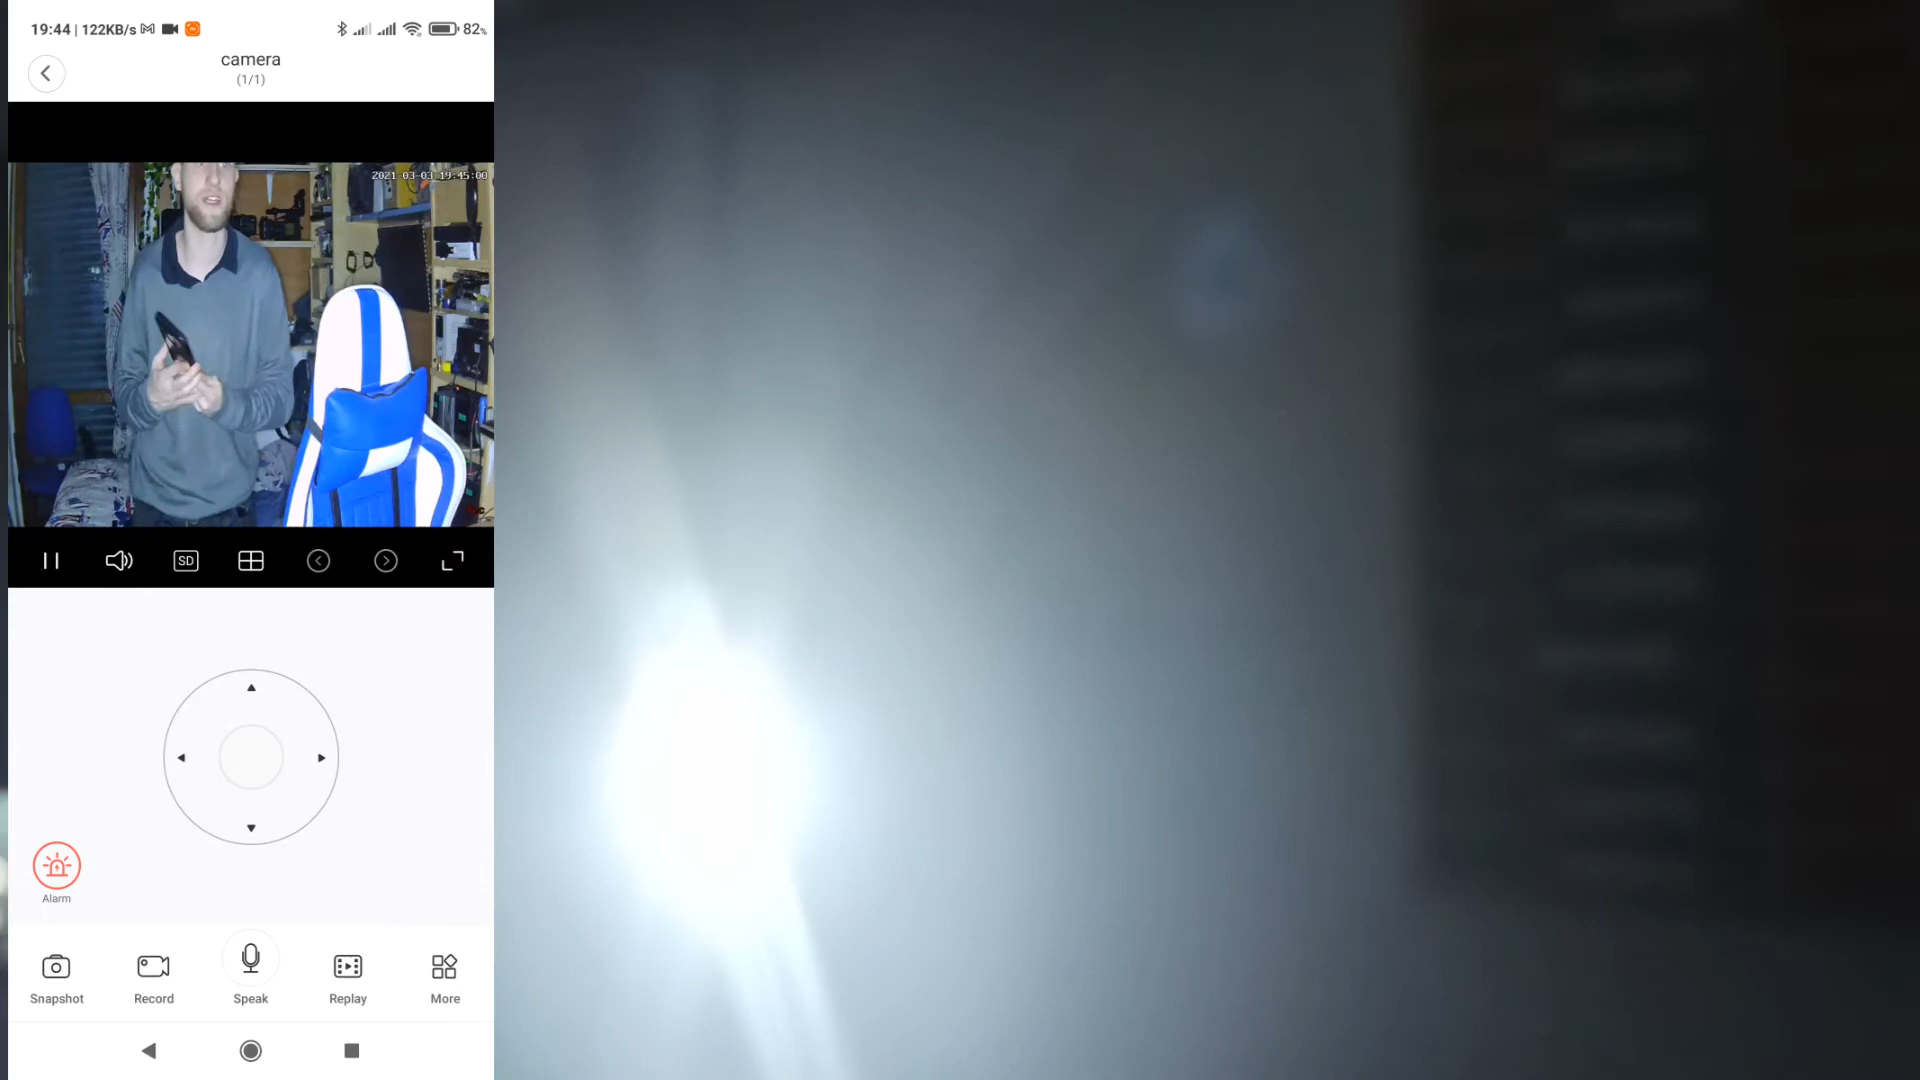 19:44 | 122KB/s
82%
camera
(1/1)
2021-03-03 19:45:00
SD
Alarm
Snapshot
Record
Speak
Replay
More